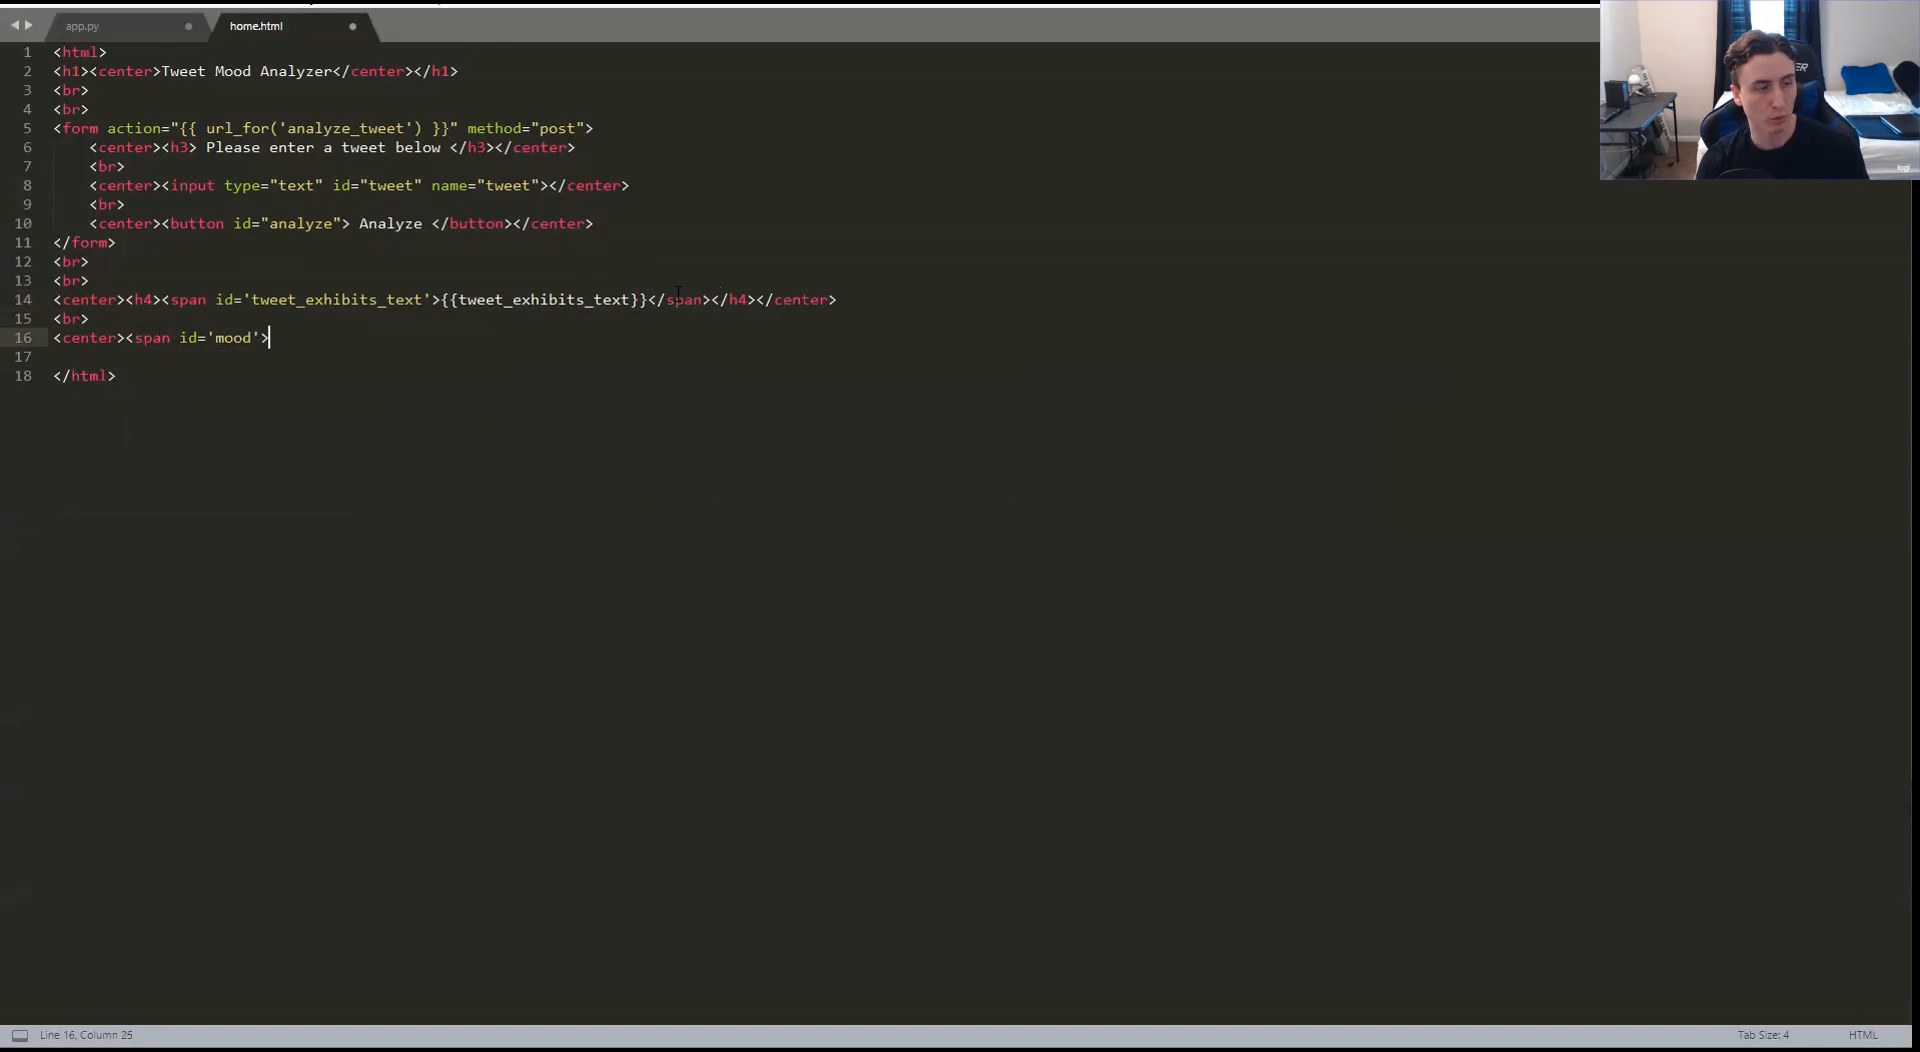 app.py
home.html
1 <html>
2 <h1><center>Tweet Mood Analyzer</center></h1>
3 <br>
4 <br>
5 <form action="{{ url_for('analyze_tweet') }}" method="post">
6 <center><h3> Please enter a tweet below </h3></center>
7 <br>
8 <center><input type="text" id="tweet" name="tweet"></center>
9 <br>
10 <center><button id="analyze"> Analyze </button></center>
11 </form>
12 <br>
13 <br>
14 <center><h4><span id='tweet_exhibits_text'>{{tweet_exhibits_text}}</span></h4></center>
15 <br>
16 <center><span id='mood'>
17
18 </html>
logi
Line 16, Column 25
Tab Size: 4
HTML